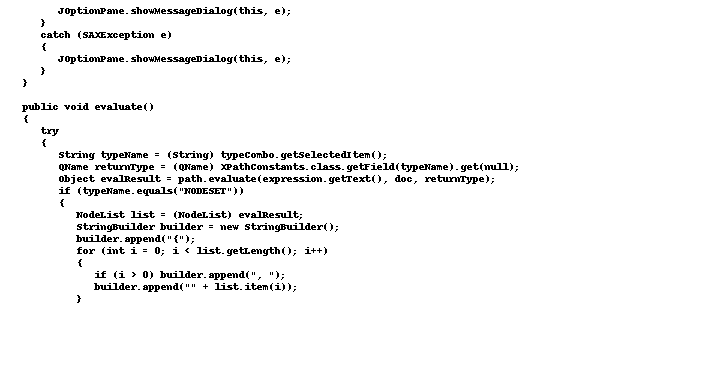 JOptionPane.showMessageDialog(this, e);
}
catch (SAXException e)
{
JOptionPane.showMessageDialog(this, e);
}
}
public void evaluate()
{
try
{
String typeName = (String) typeCombo.getSelectedItem();
QName returnType = (QName) XPathConstants.class.getField(typeName).get(null);
Object evalResult = path.evaluate(expression.getText(), doc, returnType);
if (typeName.equals("NODESET"))
{
NodeList list = (NodeList) evalResult;
StringBuilder builder = new StringBuilder();
builder.append("{");
for (int i = 0; i < list.getLength(); i++)
{
if (i > 0) builder.append(", ");
builder.append("" + list.item(i));
}